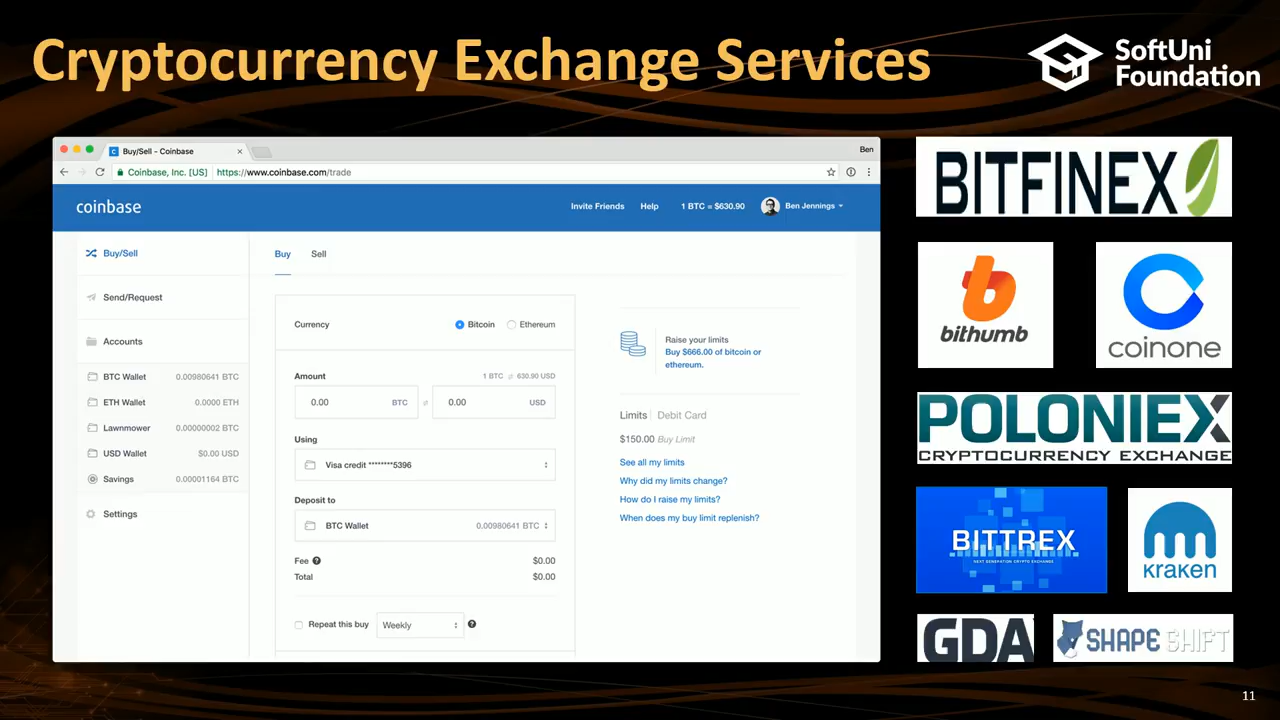 Cryptocurrency Exchange Services
SoftUni
Foundation
Buy/Sell - Coinbase
Ben
Coinbase, Inc. [US]
https://www.coinbase.com/trade
coinbase
Invite Friends
Help
1 BTC = $630.90
Ben Jennings
Buy/Sell
Send/Request
Accounts
BTC Wallet 0.00980641 BTC
ETH Wallet 0.0000 ETH
Lawnmower 0.00000002 BTC
USD Wallet $0.00 USD
Savings 0.00001164 BTC
Settings
Buy Sell
Currency Bitcoin Ethereum
Amount 1 BTC ⇌ 630.90 USD
0.00 BTC ⇌ 0.00 USD
Using
Visa credit ********5396
Deposit to
BTC Wallet 0.00980641 BTC
Fee ? $0.00
Total $0.00
Repeat this buy Weekly ?
Raise your limits
Buy $666.00 of bitcoin or
ethereum.
Limits Debit Card
$150.00 Buy Limit
See all my limits
Why did my limits change?
How do I raise my limits?
When does my buy limit replenish?
BITFINEX
bithumb
coinone
POLONIEX
CRYPTOCURRENCY EXCHANGE
BITTREX
NEXT GENERATION CRYPTO EXCHANGE
kraken
GDA
SHAPE SHIFT
11